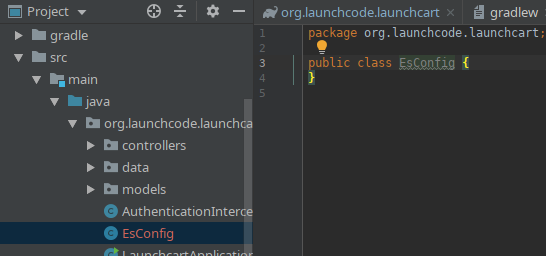 Project
gradle
src
main
java
org.launchcode.launchca
controllers
data
models
AuthenticationInterce
EsConfig
LaunchcartApplication
org.launchcode.launchcart
gradlew
1 package org.launchcode.launchcart;
2
3 public class EsConfig {
4 }
5